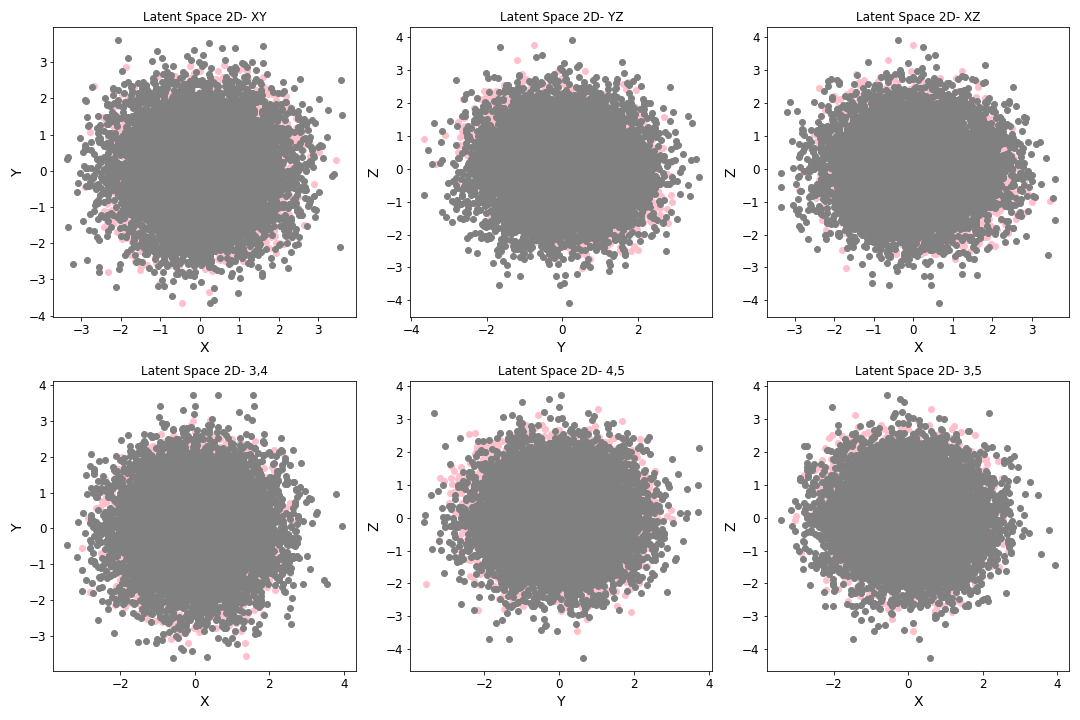 Latent Space 2D- XY
Latent Space 2D- YZ
Latent Space 2D- XZ
3
2
1
0
−1
−2
−3
−4
Y
−3 −2 −1 0 1 2 3
X
4
3
2
1
0
−1
−2
−3
−4
Z
−4 −2 0 2
Y
4
3
2
1
0
−1
−2
−3
−4
Z
−3 −2 −1 0 1 2 3
X
Latent Space 2D- 3,4
Latent Space 2D- 4,5
Latent Space 2D- 3,5
4
3
2
1
0
−1
−2
−3
Y
−2 0 2 4
X
4
3
2
1
0
−1
−2
−3
−4
Z
−4 −2 0 2 4
Y
4
3
2
1
0
−1
−2
−3
−4
Z
−2 0 2 4
X